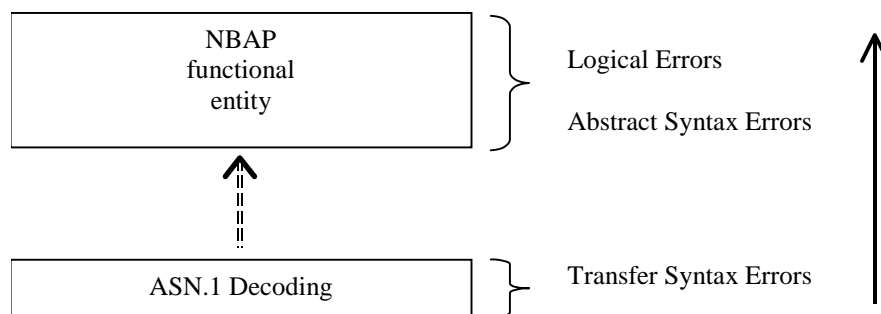 NBAP
functional
entity
Logical Errors
Abstract Syntax Errors
ASN.1 Decoding
Transfer Syntax Errors